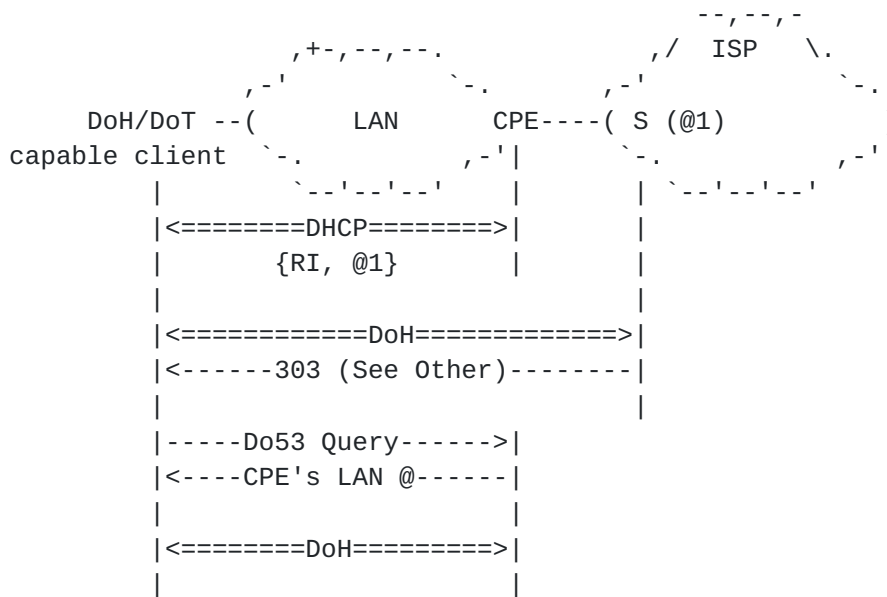 --,--,-
,+-,--,--. ,/ ISP \.
,-' `-. ,-' `-.
DoH/DoT --( LAN CPE----( S (@1)
capable client `-. ,-'| `-. ,-'
| `--'--'--' | | `--'--'--'
|<========DHCP========>| |
| {RI, @1} | |
| |
|<============DoH=============>|
|<------303 (See Other)--------|
| |
|-----Do53 Query------>|
|<----CPE's LAN @------|
| |
|<========DoH=========>|
| |